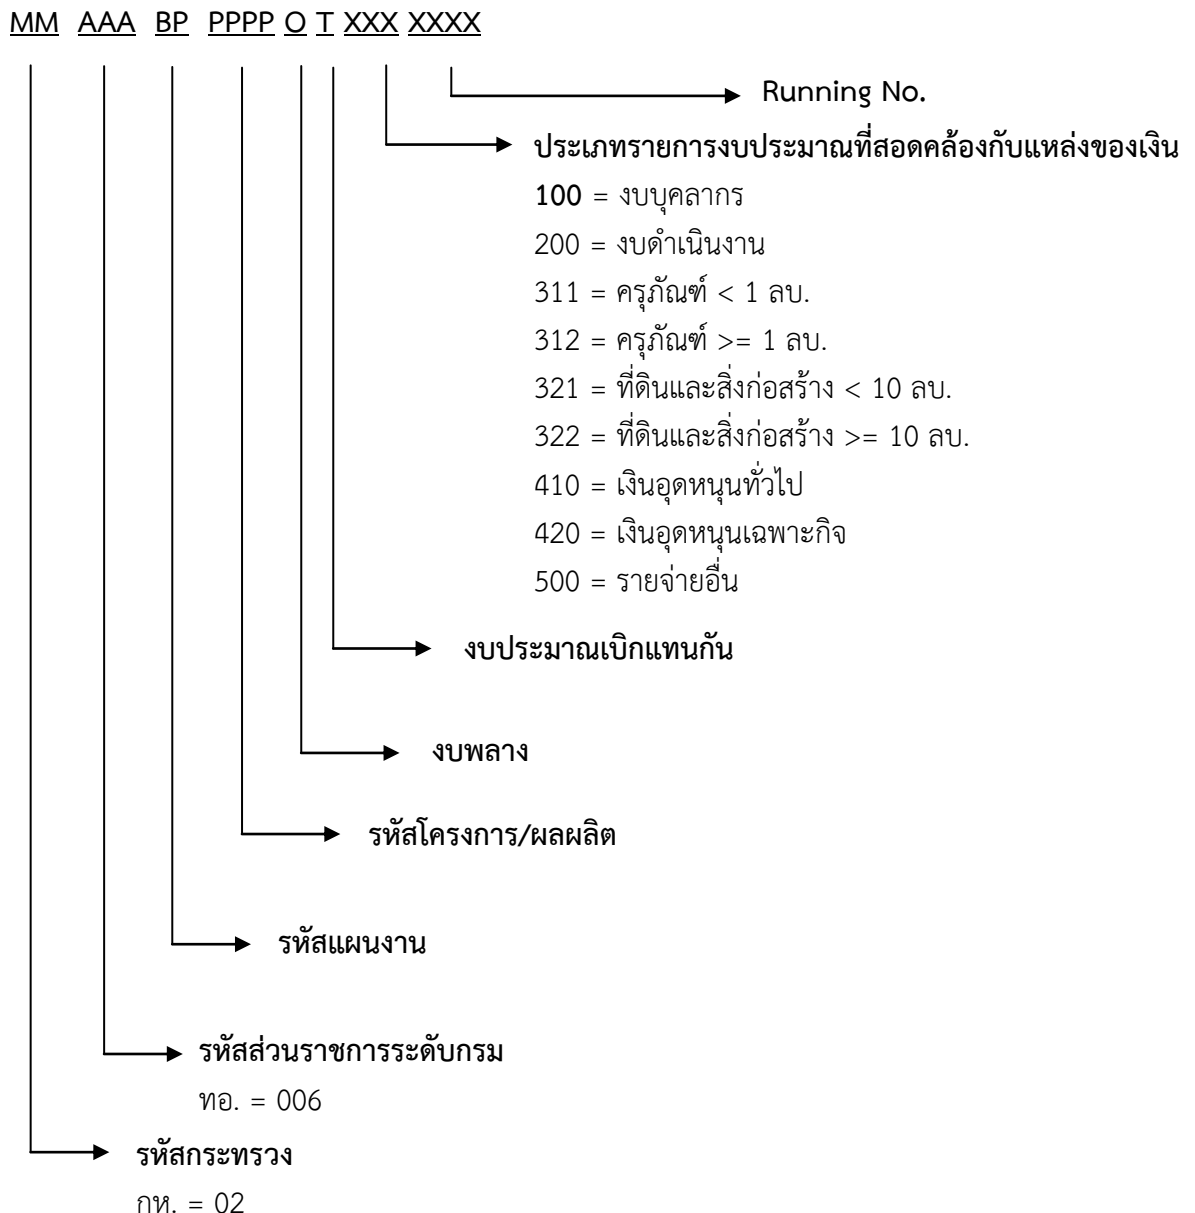 MM AAA BP PPPP O T XXX XXXX
Running No.
ประเภทรายการงบประมาณที่สอดคล้องกับแหล่งของเงิน
100 = งบบุคลากร
200 = งบดำเนินงาน
311 = ครุภัณฑ์ < 1 ลบ.
312 = ครุภัณฑ์ >= 1 ลบ.
321 = ที่ดินและสิ่งก่อสร้าง < 10 ลบ.
322 = ที่ดินและสิ่งก่อสร้าง >= 10 ลบ.
410 = เงินอุดหนุนทั่วไป
420 = เงินอุดหนุนเฉพาะกิจ
500 = รายจ่ายอื่น
งบประมาณเบิกแทนกัน
งบพลาง
รหัสโครงการ/ผลผลิต
รหัสแผนงาน
รหัสส่วนราชการระดับกรม
ทอ. = 006
รหัสกระทรวง
กห. = 02